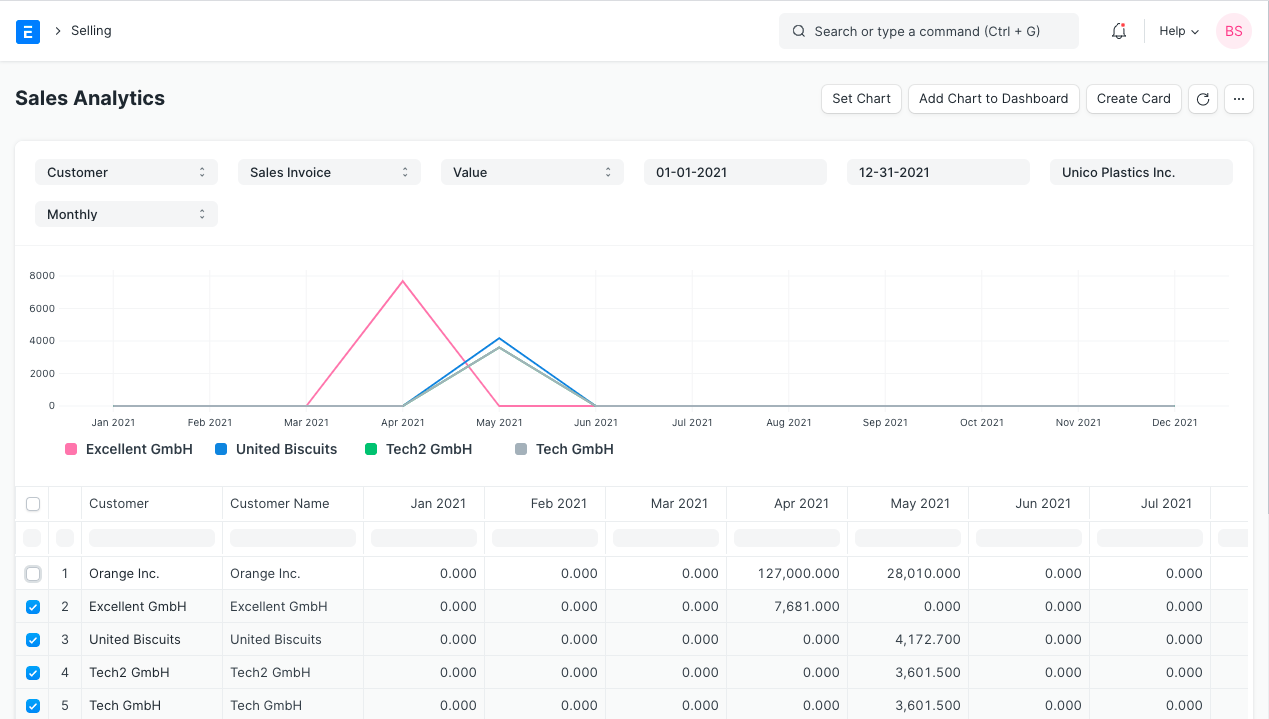 E Selling Search or type a command (Ctrl + G) Help BS
Sales Analytics Set Chart Add Chart to Dashboard Create Card ...
Customer Sales Invoice Value 01-01-2021 12-31-2021 Unico Plastics Inc.
Monthly
8000
6000
4000
2000
0
Jan 2021 Feb 2021 Mar 2021 Apr 2021 May 2021 Jun 2021 Jul 2021 Aug 2021 Sep 2021 Oct 2021 Nov 2021 Dec 2021
Excellent GmbH United Biscuits Tech2 GmbH Tech GmbH
Customer Customer Name Jan 2021 Feb 2021 Mar 2021 Apr 2021 May 2021 Jun 2021 Jul 2021
1 Orange Inc. Orange Inc. 0.000 0.000 0.000 127,000.000 28,010.000 0.000 0.000
2 Excellent GmbH Excellent GmbH 0.000 0.000 0.000 7,681.000 0.000 0.000 0.000
3 United Biscuits United Biscuits 0.000 0.000 0.000 0.000 4,172.700 0.000 0.000
4 Tech2 GmbH Tech2 GmbH 0.000 0.000 0.000 0.000 3,601.500 0.000 0.000
5 Tech GmbH Tech GmbH 0.000 0.000 0.000 0.000 3,601.500 0.000 0.000